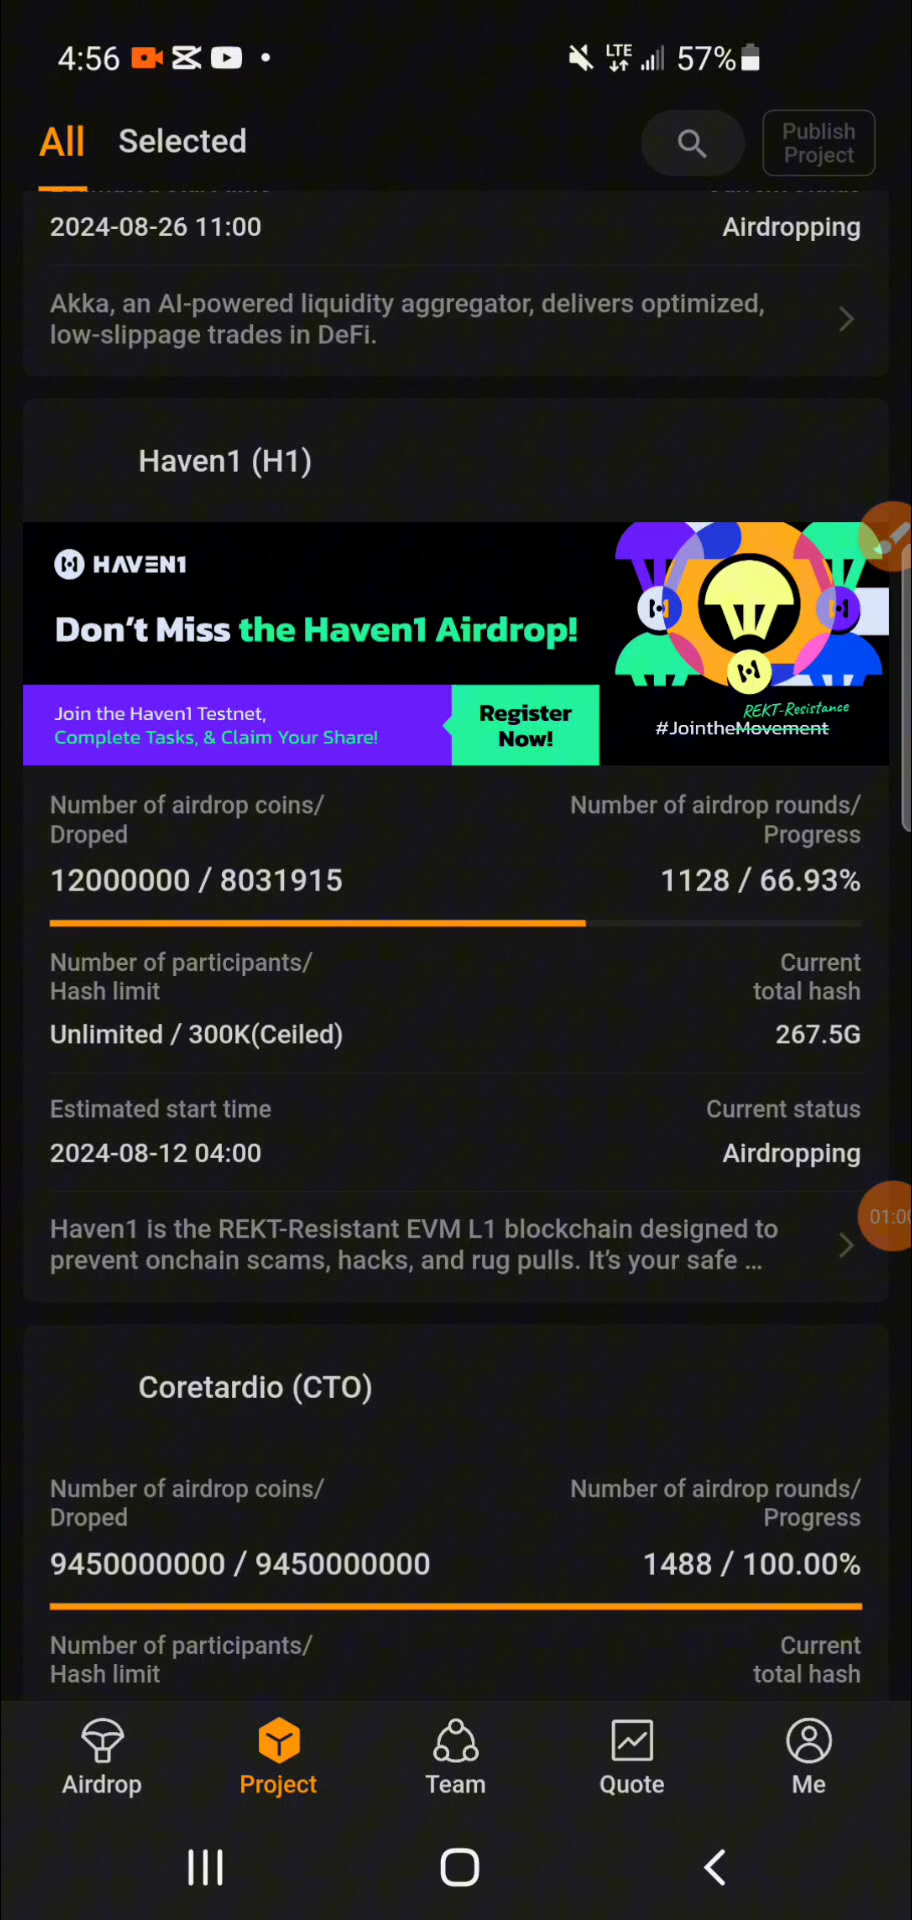 4:56
LTE
57%
All
Selected
Publish
Project
2024-08-26 11:00
Airdropping
Akka, an AI-powered liquidity aggregator, delivers optimized,
low-slippage trades in DeFi.
Haven1 (H1)
HAVEN1
Don't Miss the Haven1 Airdrop!
Join the Haven1 Testnet,
Complete Tasks, & Claim Your Share!
Register
Now!
REKT-Resistance
#JointheMovement
Number of airdrop coins/
Droped
Number of airdrop rounds/
Progress
12000000 / 8031915
1128 / 66.93%
Number of participants/
Hash limit
Current
total hash
Unlimited / 300K(Ceiled)
267.5G
Estimated start time
Current status
2024-08-12 04:00
Airdropping
01:00
Haven1 is the REKT-Resistant EVM L1 blockchain designed to
prevent onchain scams, hacks, and rug pulls. It's your safe ...
Coretardio (CTO)
Number of airdrop coins/
Droped
Number of airdrop rounds/
Progress
9450000000 / 9450000000
1488 / 100.00%
Number of participants/
Hash limit
Current
total hash
Airdrop
Project
Team
Quote
Me